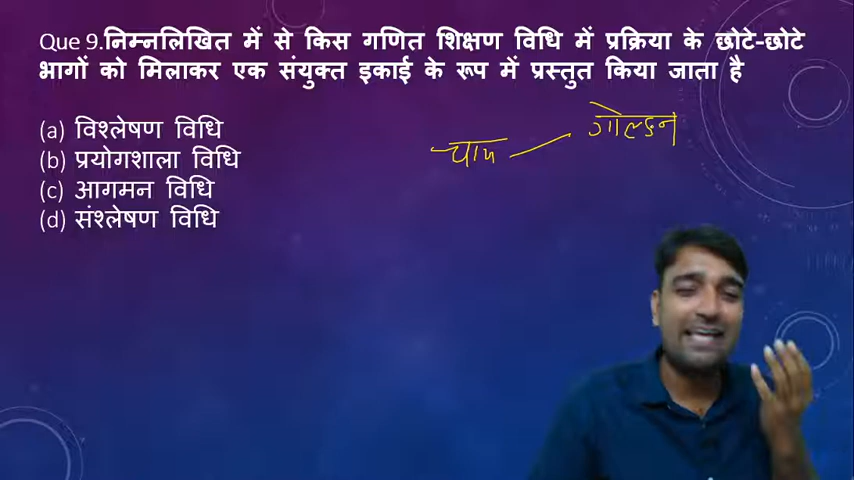 Que 9.निम्नलिखित में से किस गणित शिक्षण विधि में प्रक्रिया के छोटे-छोटे
भागों को मिलाकर एक संयुक्त इकाई के रूप में प्रस्तुत किया जाता है
(a) विश्लेषण विधि
(b) प्रयोगशाला विधि
(c) आगमन विधि
(d) संश्लेषण विधि
गोल्डन